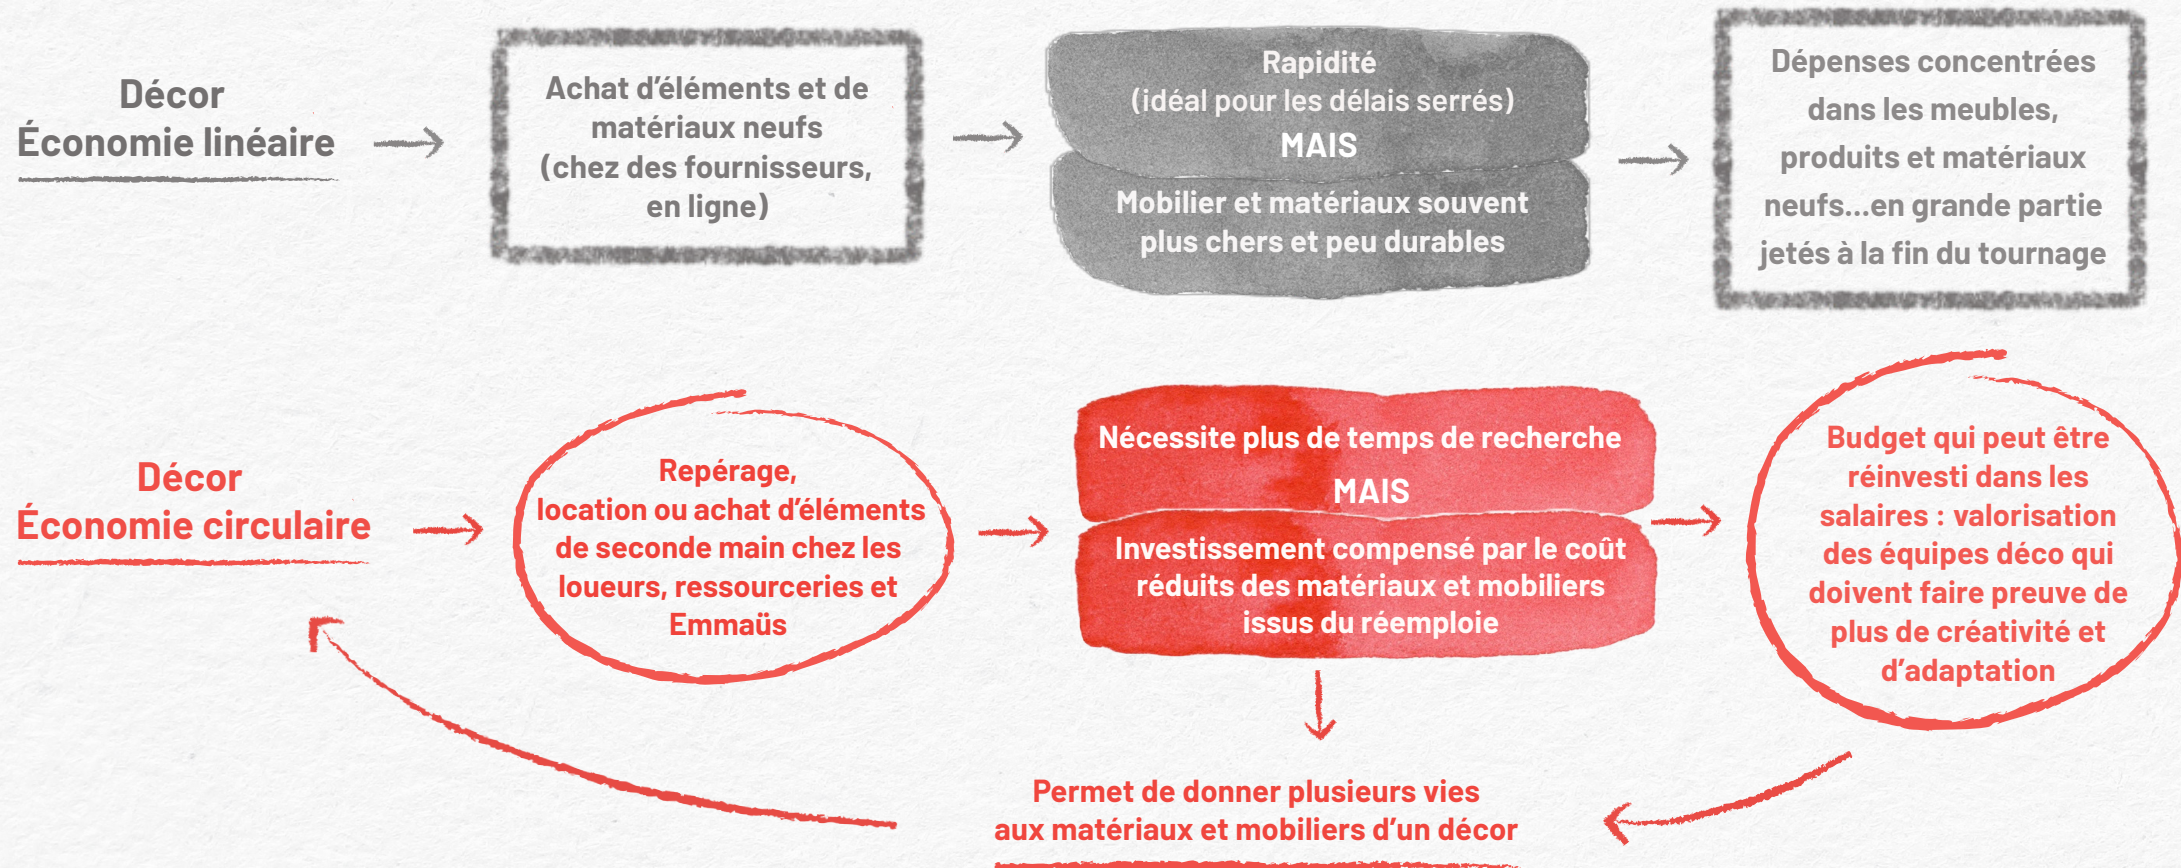 Décor
Économie linéaire
Achat d'éléments et de
matériaux neufs
(chez des fournisseurs,
en ligne)
Rapidité
(idéal pour les délais serrés)
MAIS
Mobilier et matériaux souvent
plus chers et peu durables
Dépenses concentrées
dans les meubles,
produits et matériaux
neufs...en grande partie
jetés à la fin du tournage
Décor
Économie circulaire
Repérage,
location ou achat d'éléments
de seconde main chez les
loueurs, ressourceries et
Emmaüs
Nécessite plus de temps de recherche
MAIS
Investissement compensé par le coût
réduits des matériaux et mobiliers
issus du réemploie
Budget qui peut être
réinvesti dans les
salaires : valorisation
des équipes déco qui
doivent faire preuve de
plus de créativité et
d'adaptation
Permet de donner plusieurs vies
aux matériaux et mobiliers d'un décor